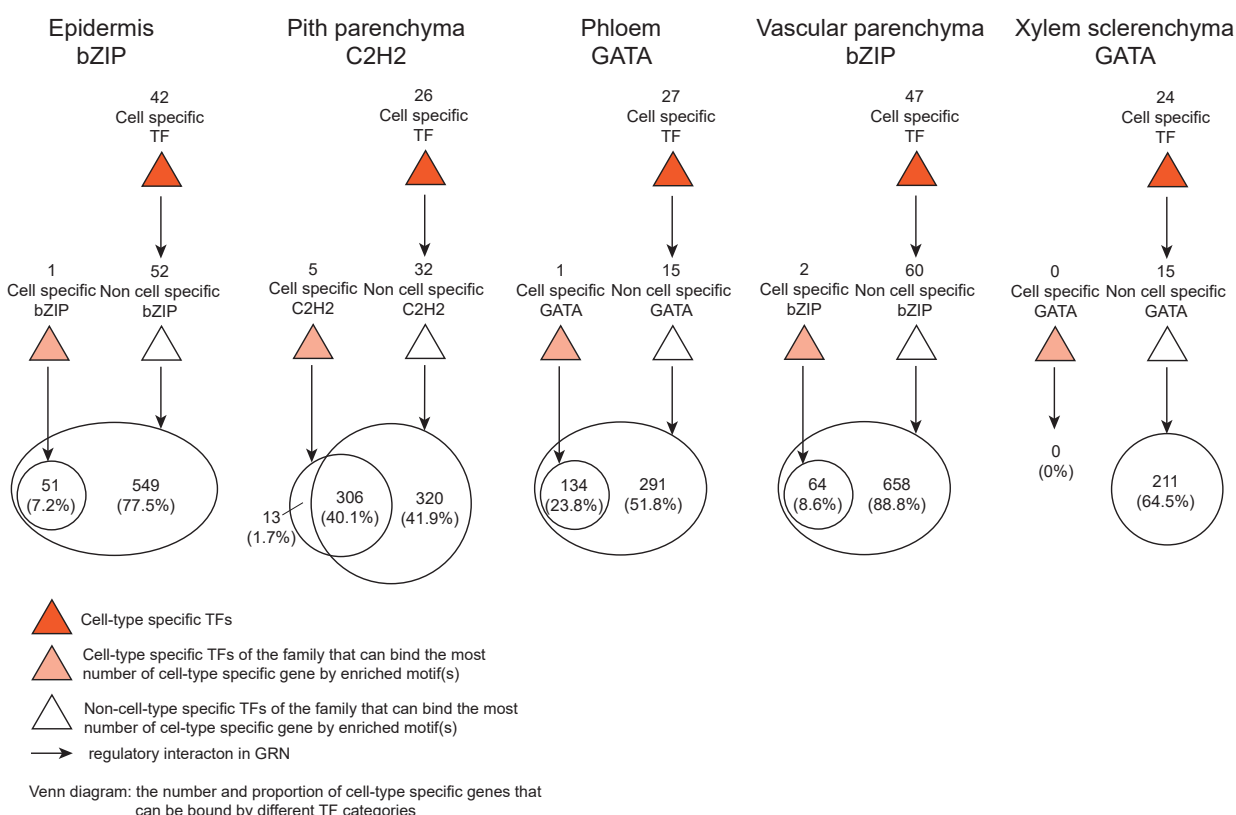 Epidermis
bZIP
42
Cell specific
TF
1
Cell specific
bZIP
52
Non cell specific
bZIP
51
(7.2%)
549
(77.5%)
Pith parenchyma
C2H2
26
Cell specific
TF
5
Cell specific
C2H2
32
Non cell specific
C2H2
13
(1.7%)
306
(40.1%)
320
(41.9%)
Phloem
GATA
27
Cell specific
TF
1
Cell specific
GATA
15
Non cell specific
GATA
134
(23.8%)
291
(51.8%)
Vascular parenchyma
bZIP
47
Cell specific
TF
2
Cell specific
bZIP
60
Non cell specific
bZIP
64
(8.6%)
658
(88.8%)
Xylem sclerenchyma
GATA
24
Cell specific
TF
0
Cell specific
GATA
15
Non cell specific
GATA
0
(0%)
211
(64.5%)
Cell-type specific TFs
Cell-type specific TFs of the family that can bind the most
number of cell-type specific gene by enriched motif(s)
Non-cell-type specific TFs of the family that can bind the most
number of cel-type specific gene by enriched motif(s)
regulatory interacton in GRN
Venn diagram: the number and proportion of cell-type specific genes that
can be bound by different TF categories